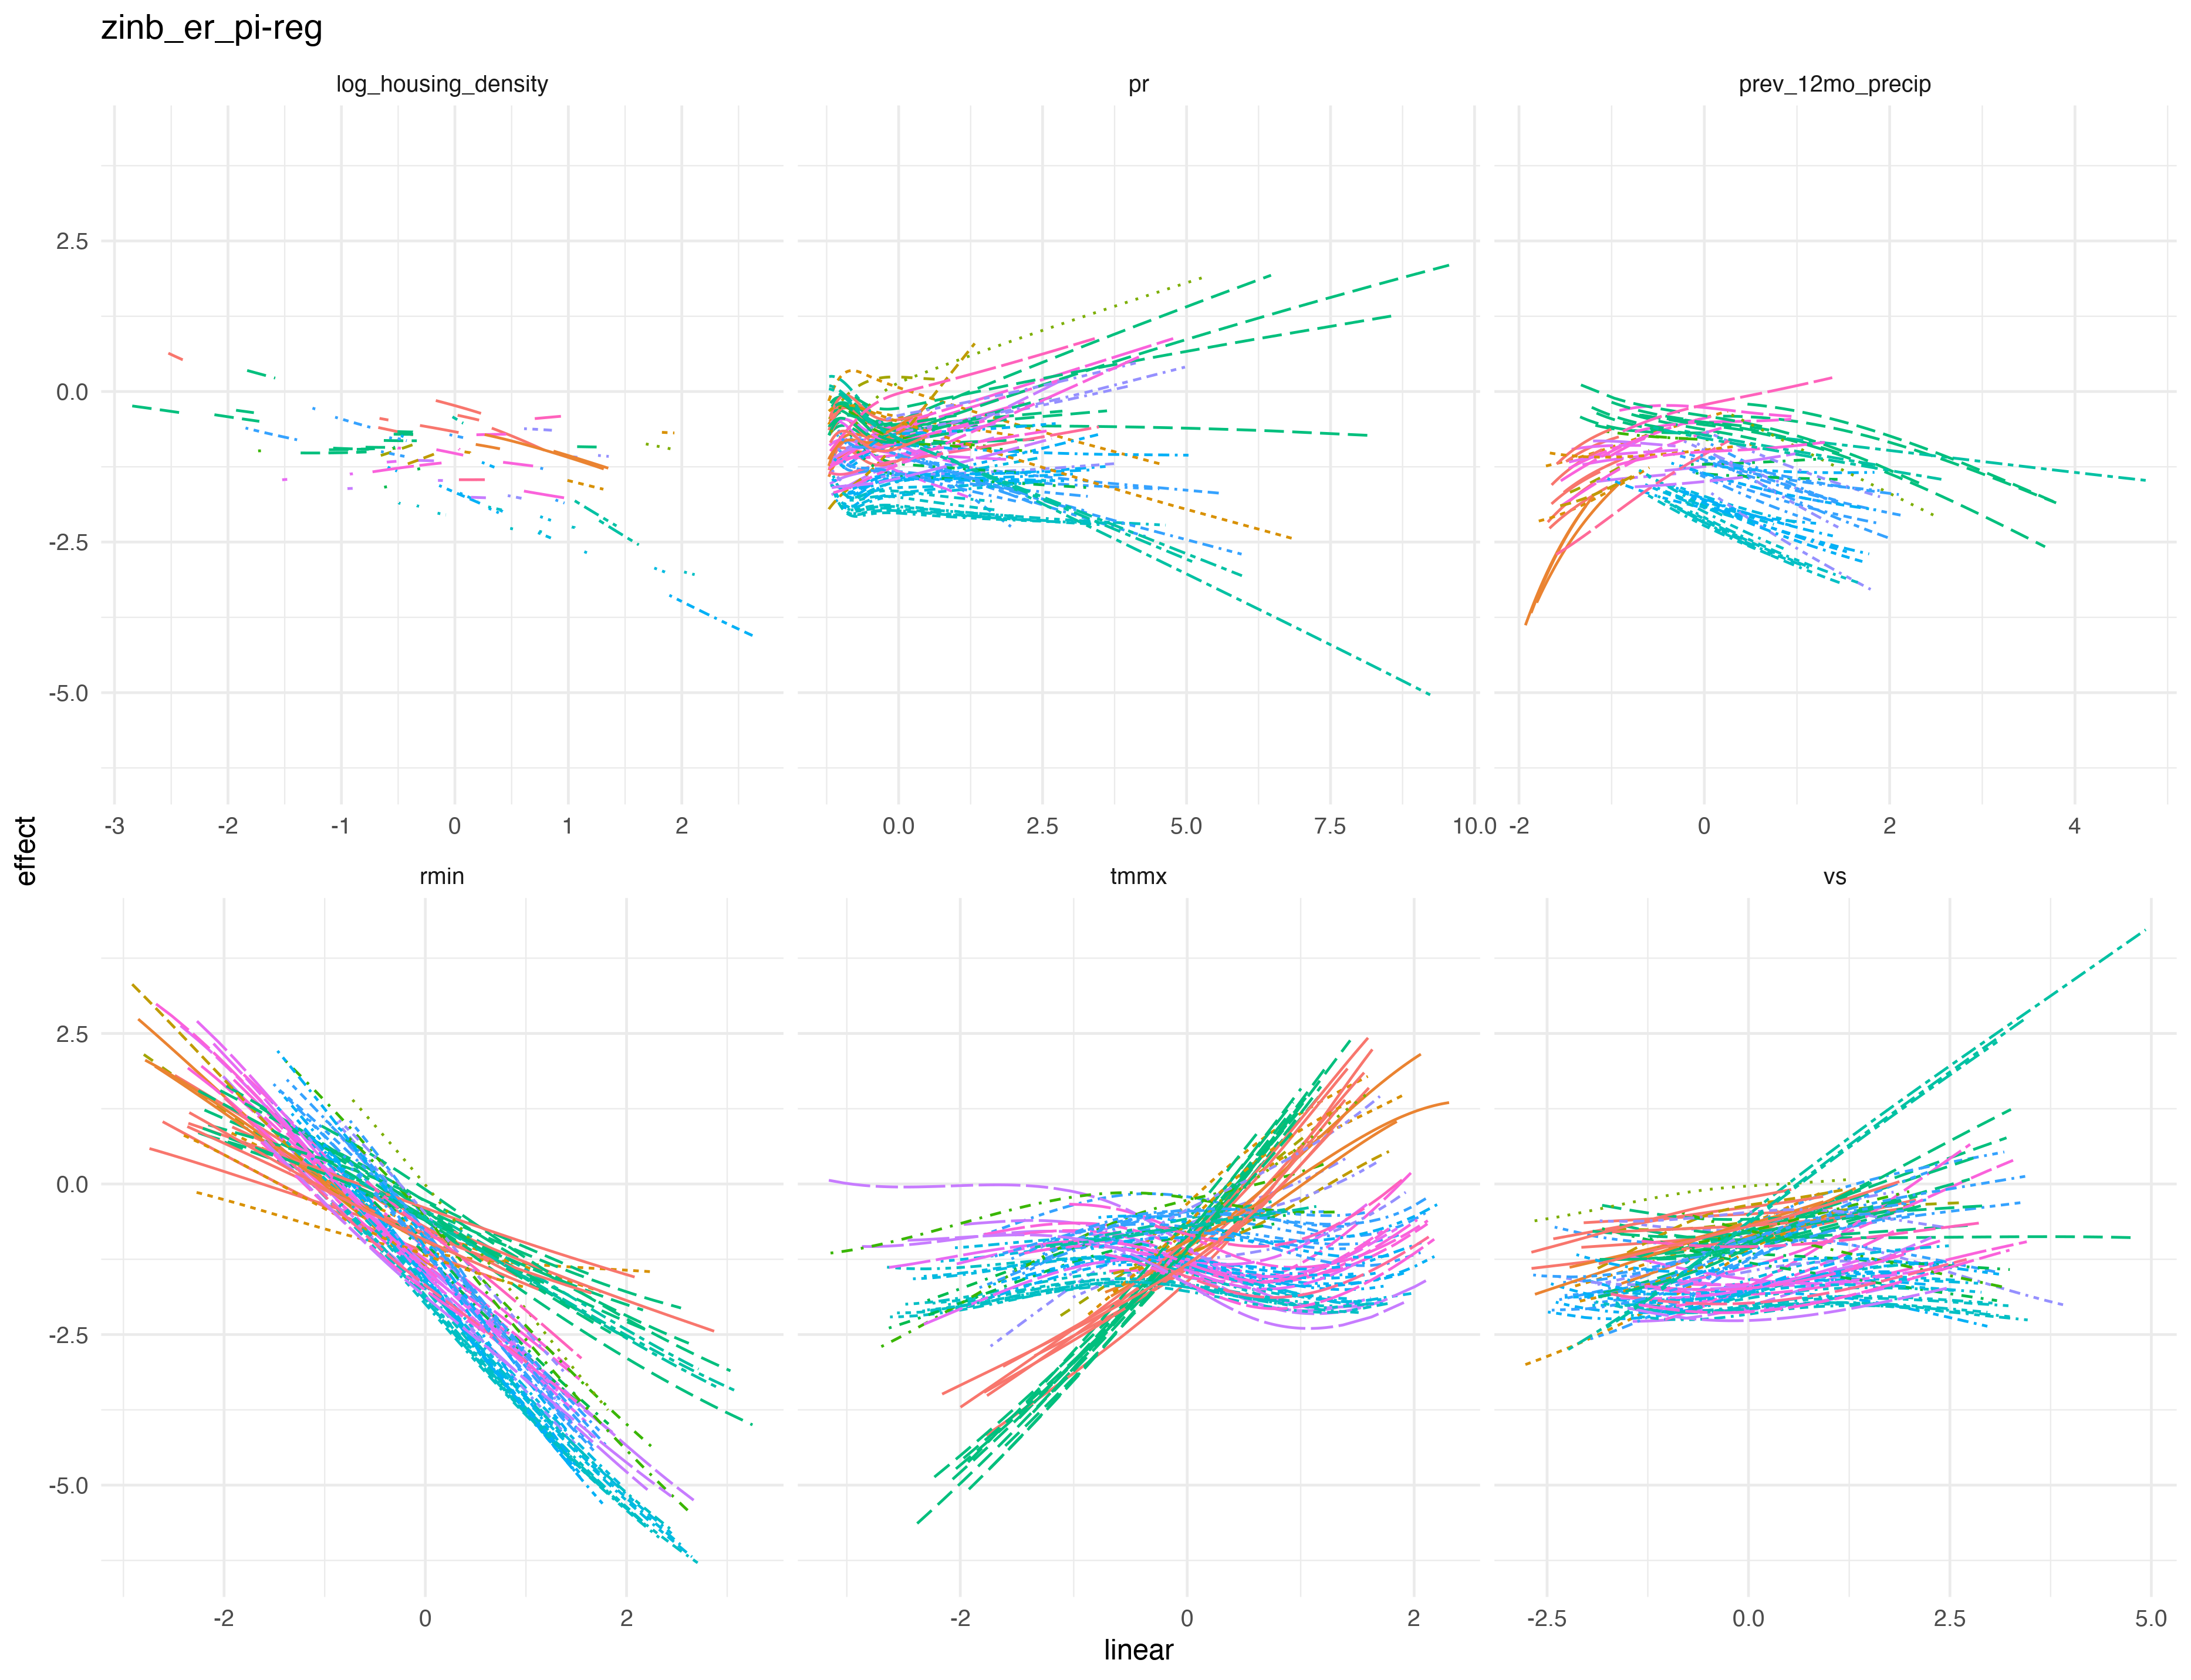 zinb_er_pi-reg
log_housing_density
pr
prev_12mo_precip
2.5
0.0
-2.5
-5.0
-3 -2 -1 0 1 2
0.0 2.5 5.0 7.5 10.0
-2 0 2 4
effect
rmin
tmmx
vs
2.5
0.0
-2.5
-5.0
-2 0 2
-2 0 2
-2.5 0.0 2.5 5.0
linear